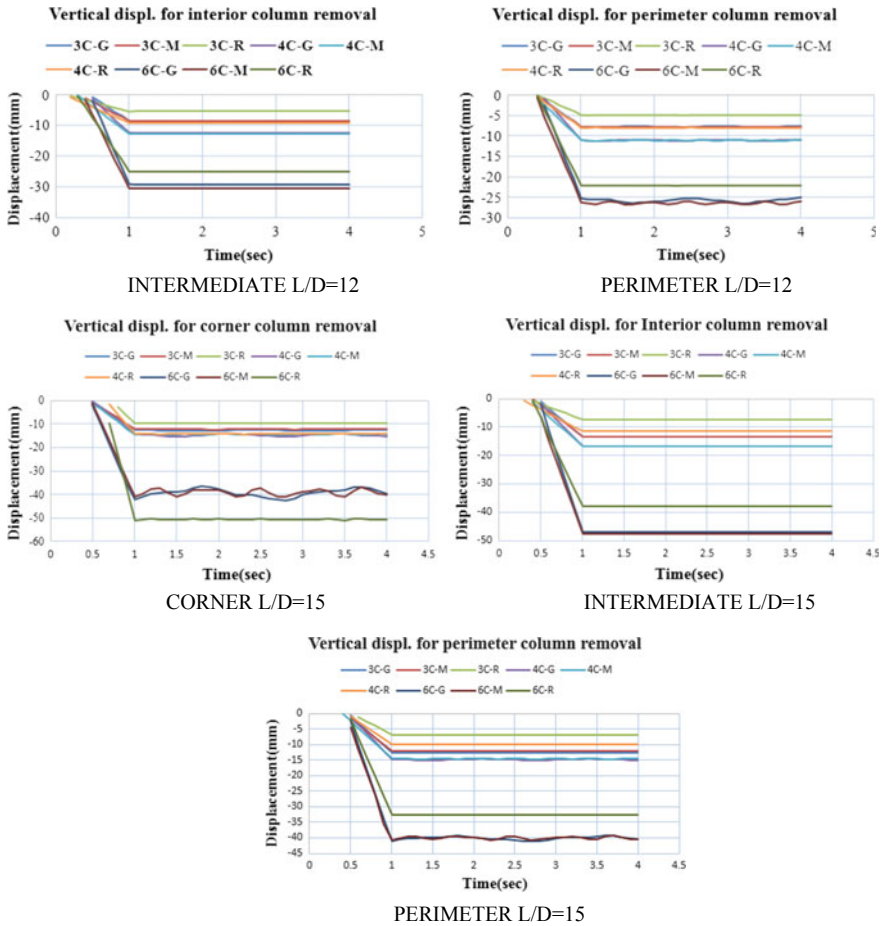 Vertical displ. for interior column removal
3C-G 3C-M 3C-R 4C-G 4C-M
4C-R 6C-G 6C-M 6C-R
Displacement(mm)
0
-10
-20
-30
-40
0 1 2 3 4 5
Time(sec)
INTERMEDIATE L/D=12
Vertical displ. for perimeter column removal
3C-G 3C-M 3C-R 4C-G 4C-M
4C-R 6C-G 6C-M 6C-R
Displacement(mm)
0
-5
-10
-15
-20
-25
-30
0 1 2 3 4 5
Time(sec)
PERIMETER L/D=12
Vertical displ. for corner column removal
3C-G 3C-M 3C-R 4C-G 4C-M
4C-R 6C-G 6C-M 6C-R
Displacement(mm)
0
-10
-20
-30
-40
-50
-60
0 0.5 1 1.5 2 2.5 3 3.5 4 4.5
Time(sec)
CORNER L/D=15
Vertical displ. for Interior column removal
3C-G 3C-M 3C-R 4C-G 4C-M
4C-R 6C-G 6C-M 6C-R
Displacement(mm)
0
-10
-20
-30
-40
-50
0 0.5 1 1.5 2 2.5 3 3.5 4 4.5
Time(sec)
INTERMEDIATE L/D=15
Vertical displ. for perimeter column removal
3C-G 3C-M 3C-R 4C-G 4C-M
4C-R 6C-G 6C-M 6C-R
Displacement(mm)
0
-5
-10
-15
-20
-25
-30
-35
-40
-45
0 0.5 1 1.5 2 2.5 3 3.5 4 4.5
Time(sec)
PERIMETER L/D=15